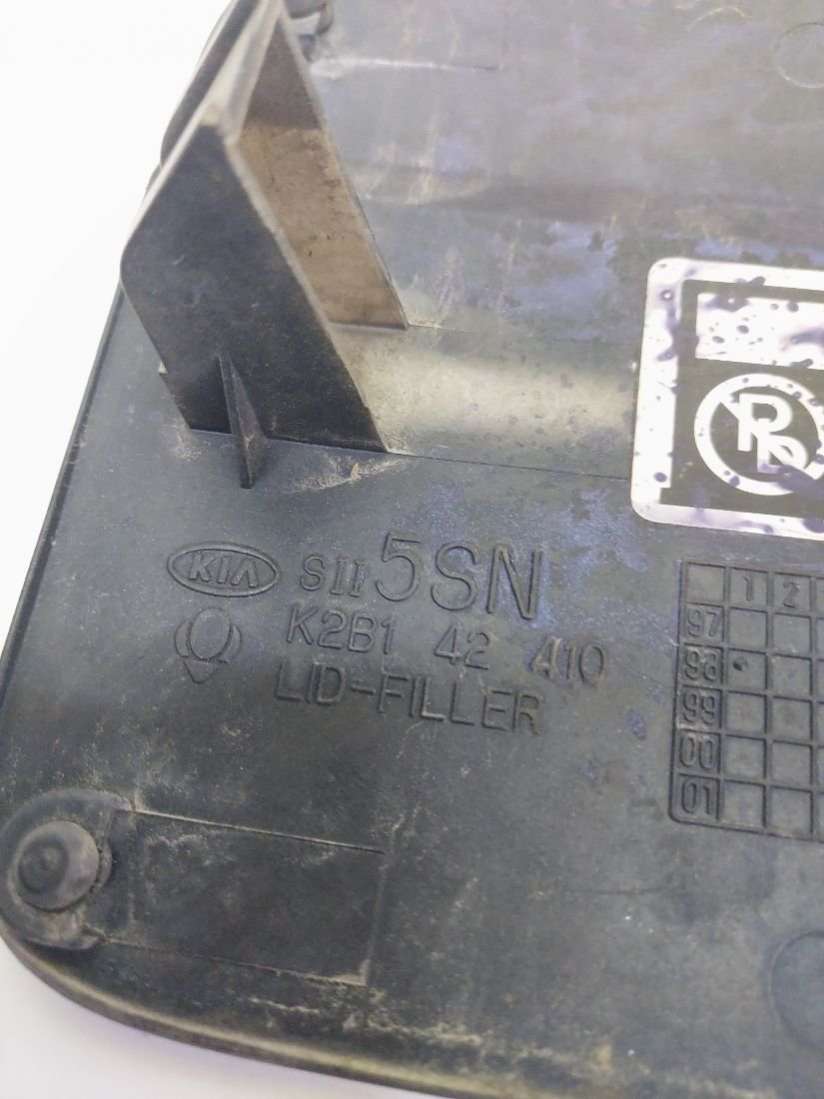 KIA SII 5SN
K2B1 42 410
LID-FILLER
1 2
97
98
99
00
01